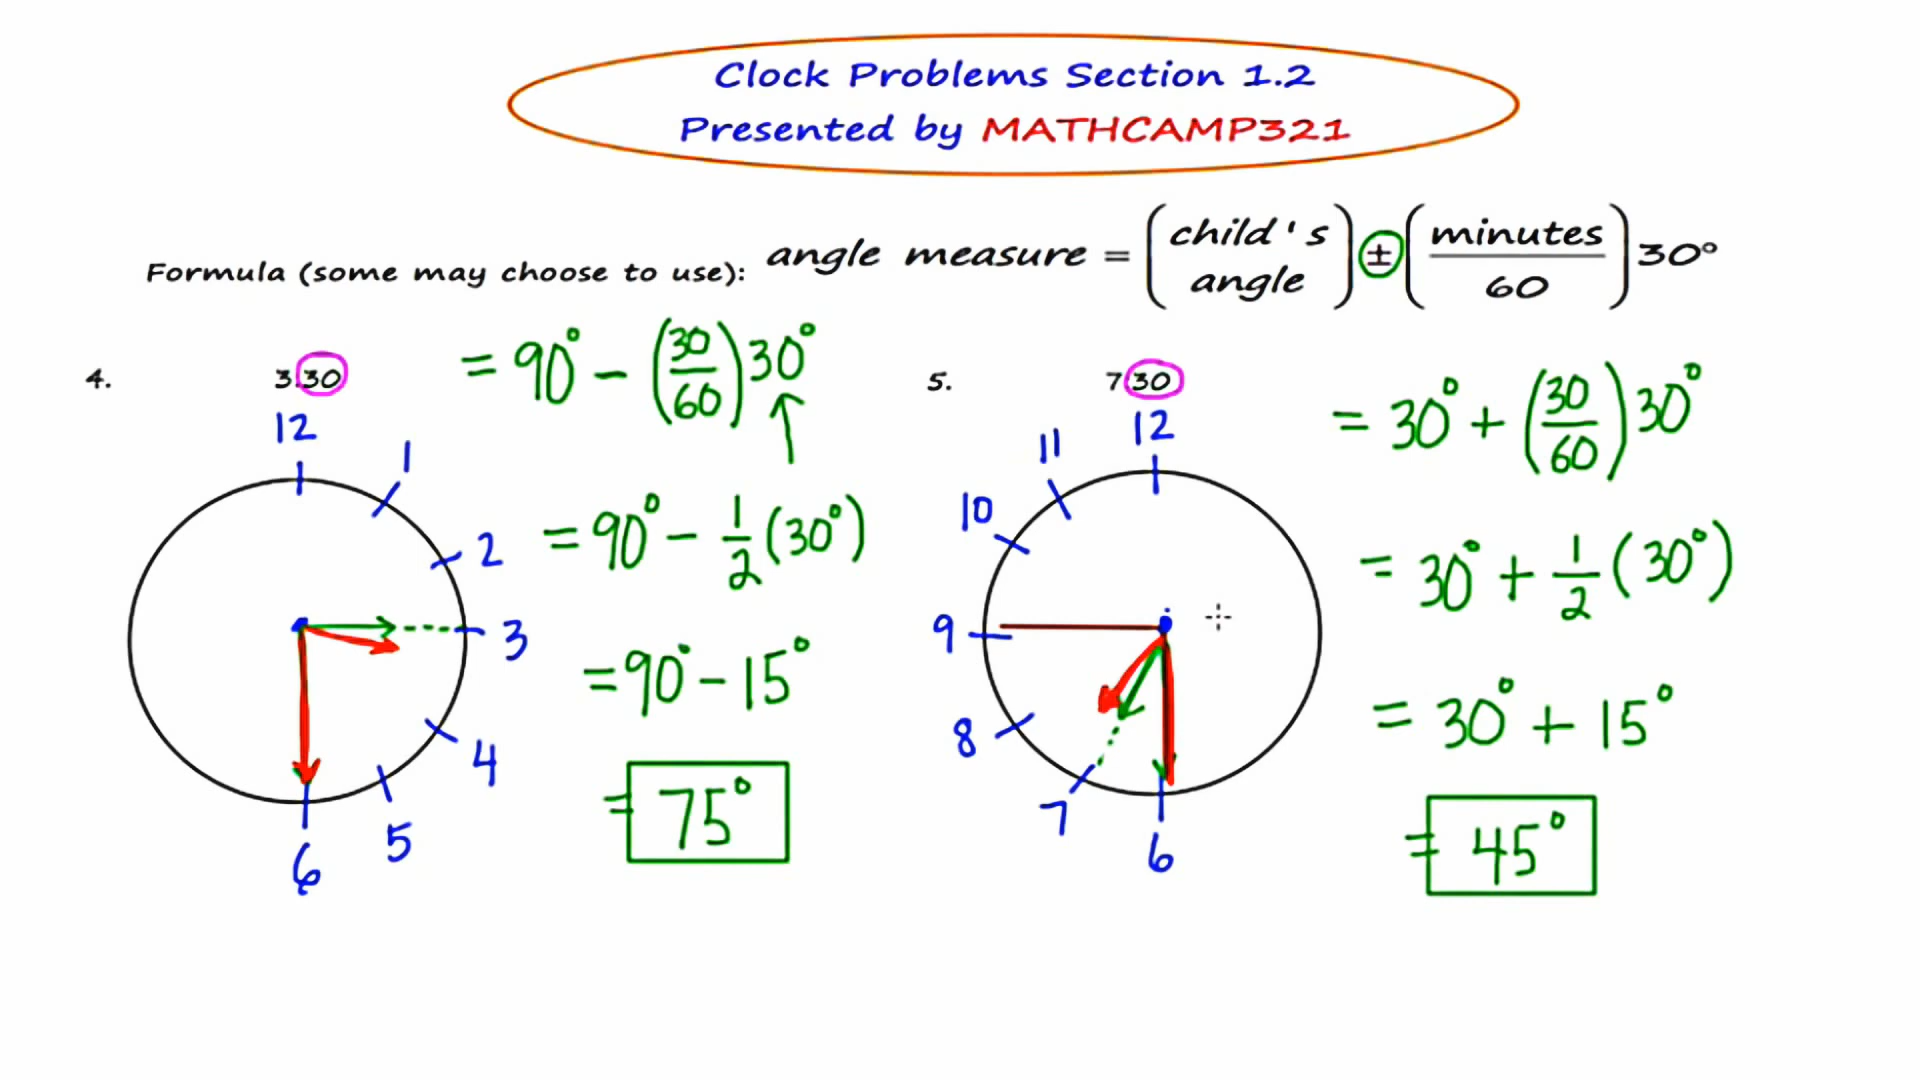 Clock Problems Section 1.2
Presented by MATHCAMP321
Formula (some may choose to use): angle measure = (child's angle) ± (minutes/60) 30°
4. 3:30
= 90° - (30/60) 30°
= 90° - 1/2 (30°)
= 90° - 15°
= 75°
12
1
2
3
4
5
6
5. 7:30
= 30° + (30/60) 30°
= 30° + 1/2 (30°)
= 30° + 15°
= 45°
12
11
10
9
8
7
6